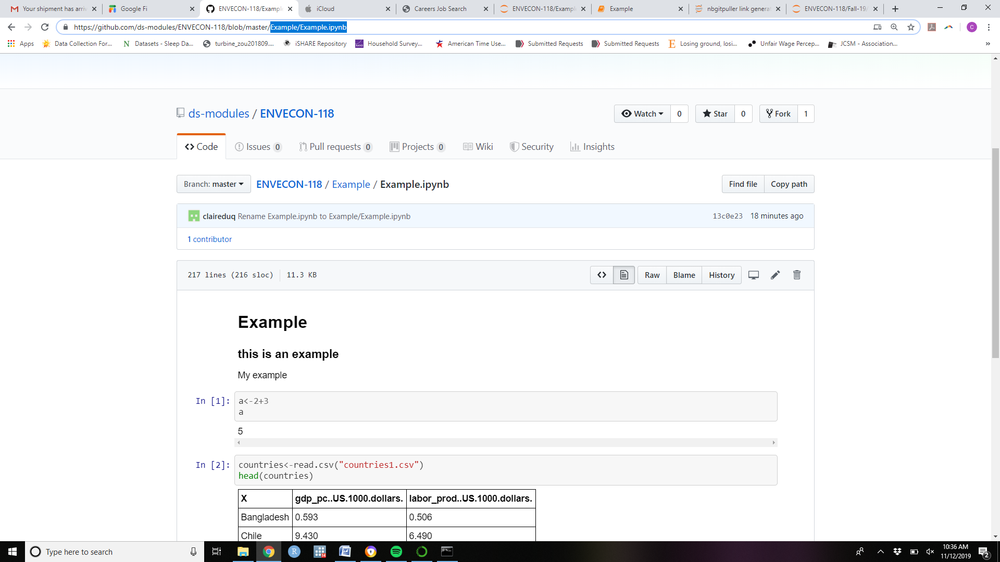 Your shipment has arriv
Google Fi
ENVECON-118/Example
iCloud
Careers Job Search
ENVECON-118/Exampl
Example
nbgitpuller link genera
ENVECON-118/Fall-19/
https://github.com/ds-modules/ENVECON-118/blob/master/Example/Example.ipynb
C
Apps
Data Collection For...
N Datasets - Sleep Da...
turbine_zou201809....
iSHARE Repository
RAND Household Survey...
American Time Use...
Submitted Requests
Submitted Requests
E Losing ground, losi...
Unfair Wage Percep...
JCSM - Association...
»
ds-modules / ENVECON-118
Watch 0
Star 0
Fork 1
<> Code
Issues 0
Pull requests 0
Projects 0
Wiki
Security
Insights
Branch: master
ENVECON-118 / Example / Example.ipynb
Find file
Copy path
claireduq Rename Example.ipynb to Example/Example.ipynb
13c0e23 18 minutes ago
1 contributor
217 lines (216 sloc) 11.3 KB
<>
Raw
Blame
History
Example
this is an example
My example
In [1]: a<-2+3
a
5
In [2]: countries<-read.csv("countries1.csv")
head(countries)
X gdp_pc..US.1000.dollars. labor_prod..US.1000.dollars.
Bangladesh 0.593 0.506
Chile 9.430 6.490
Type here to search
R
14
W
10:36 AM
11/12/2019
2